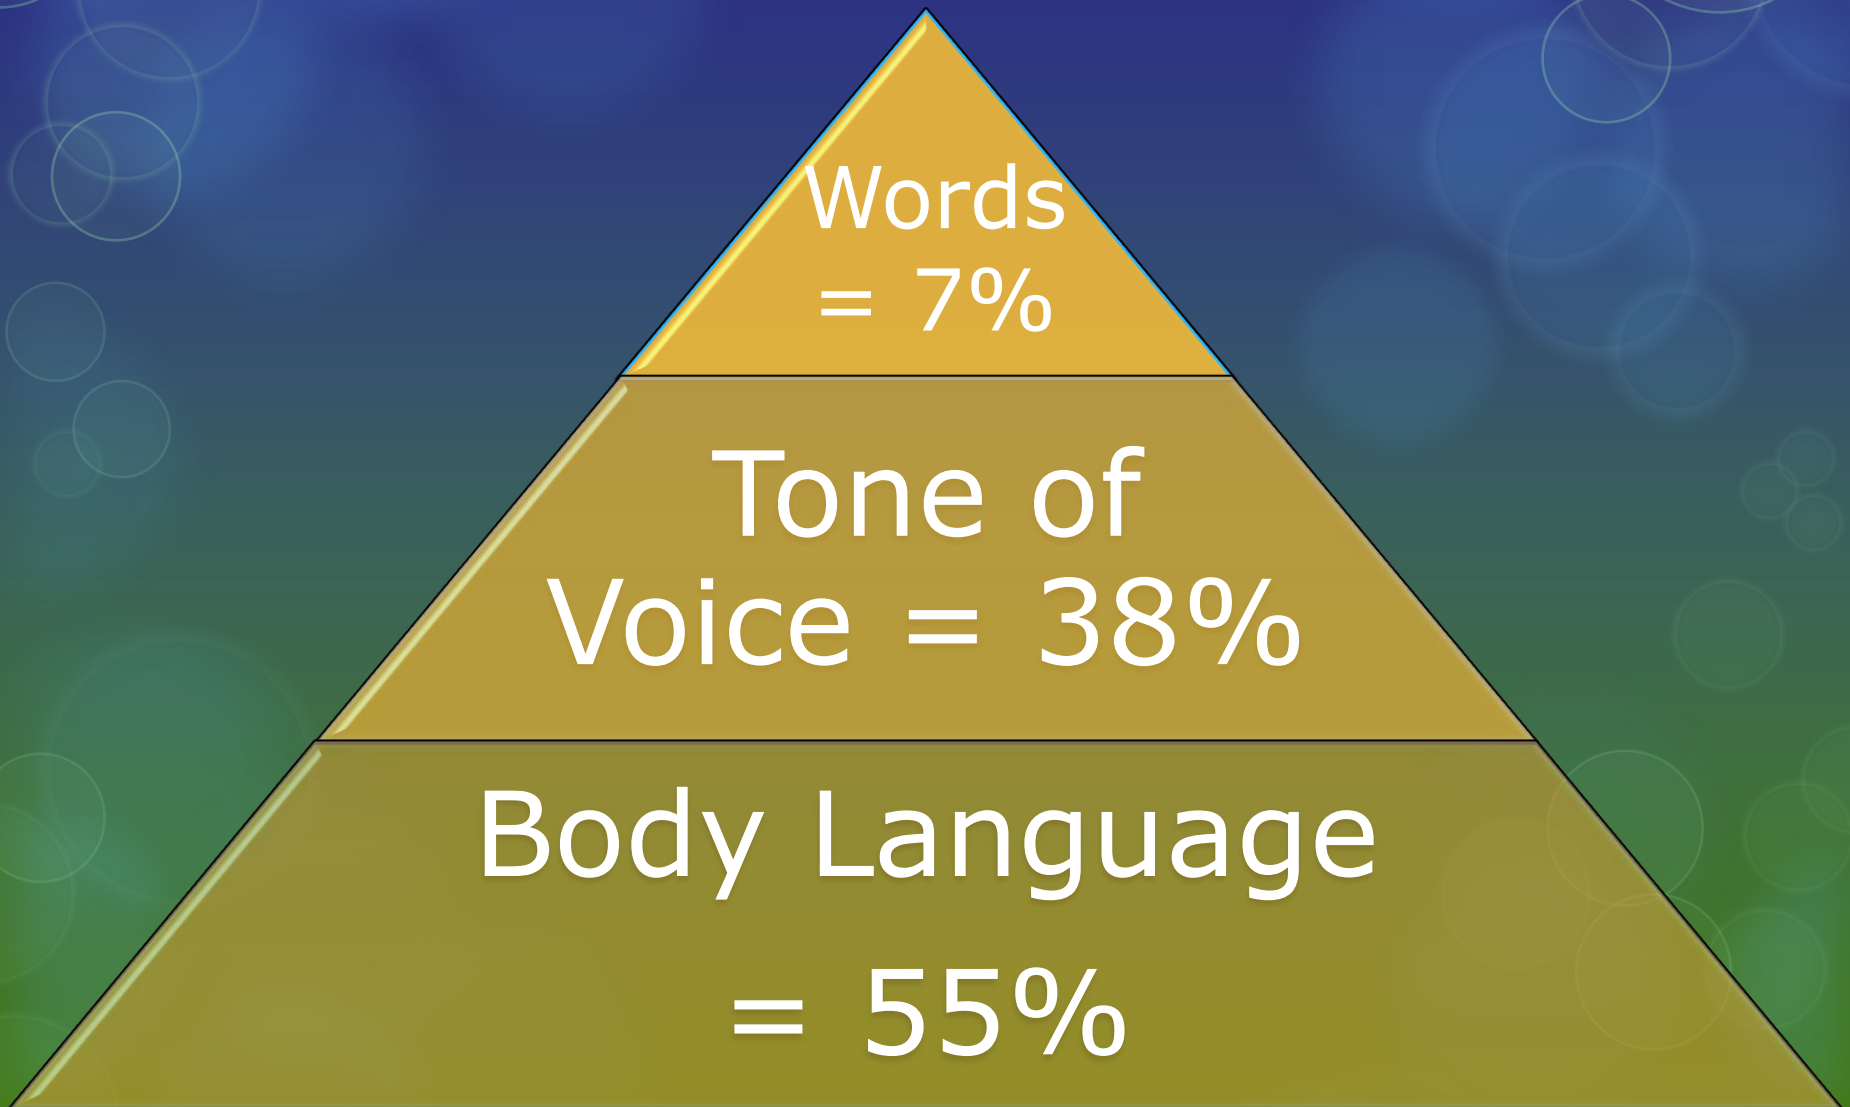 Words
= 7%
Tone of
Voice = 38%
Body Language
= 55%